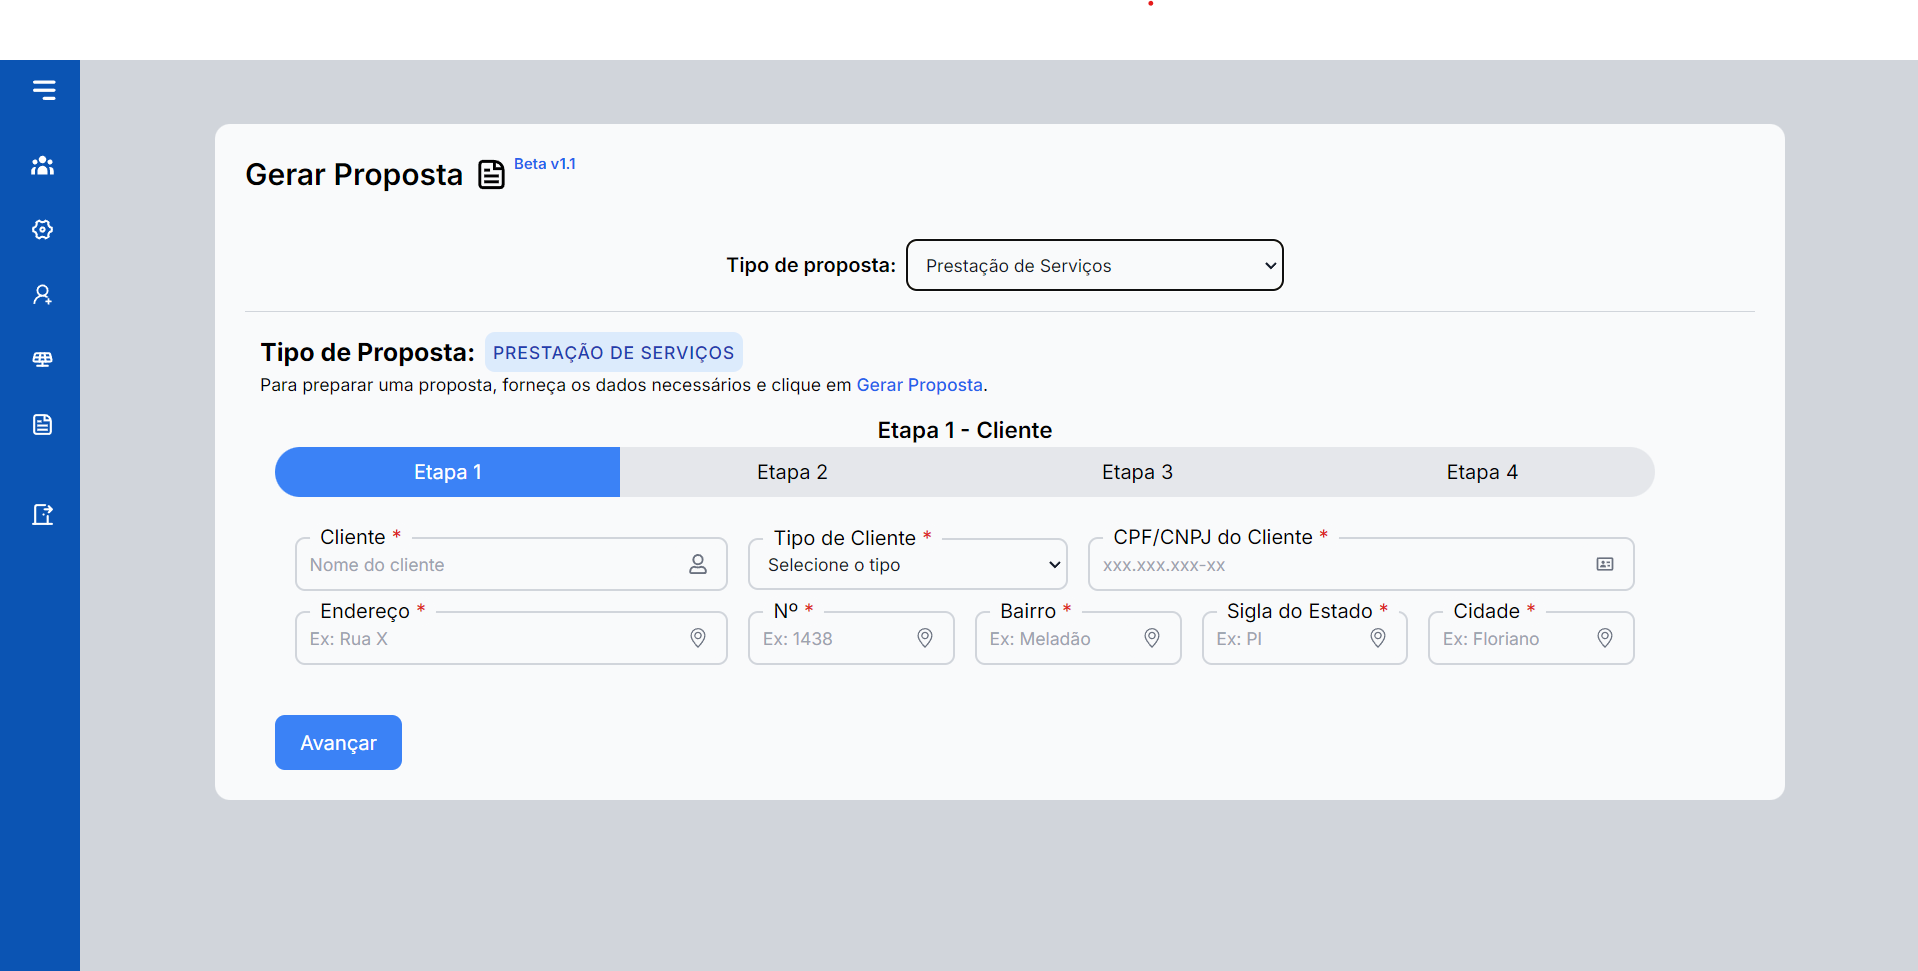 Gerar Proposta Beta v1.1
Tipo de proposta: Prestação de Serviços
Tipo de Proposta: PRESTAÇÃO DE SERVIÇOS
Para preparar uma proposta, forneça os dados necessários e clique em Gerar Proposta.
Etapa 1 - Cliente
Etapa 1 Etapa 2 Etapa 3 Etapa 4
Cliente * Tipo de Cliente * CPF/CNPJ do Cliente *
Nome do cliente Selecione o tipo xxx.xxx.xxx-xx
Endereço * Nº * Bairro * Sigla do Estado * Cidade *
Ex: Rua X Ex: 1438 Ex: Meladão Ex: PI Ex: Floriano
Avançar